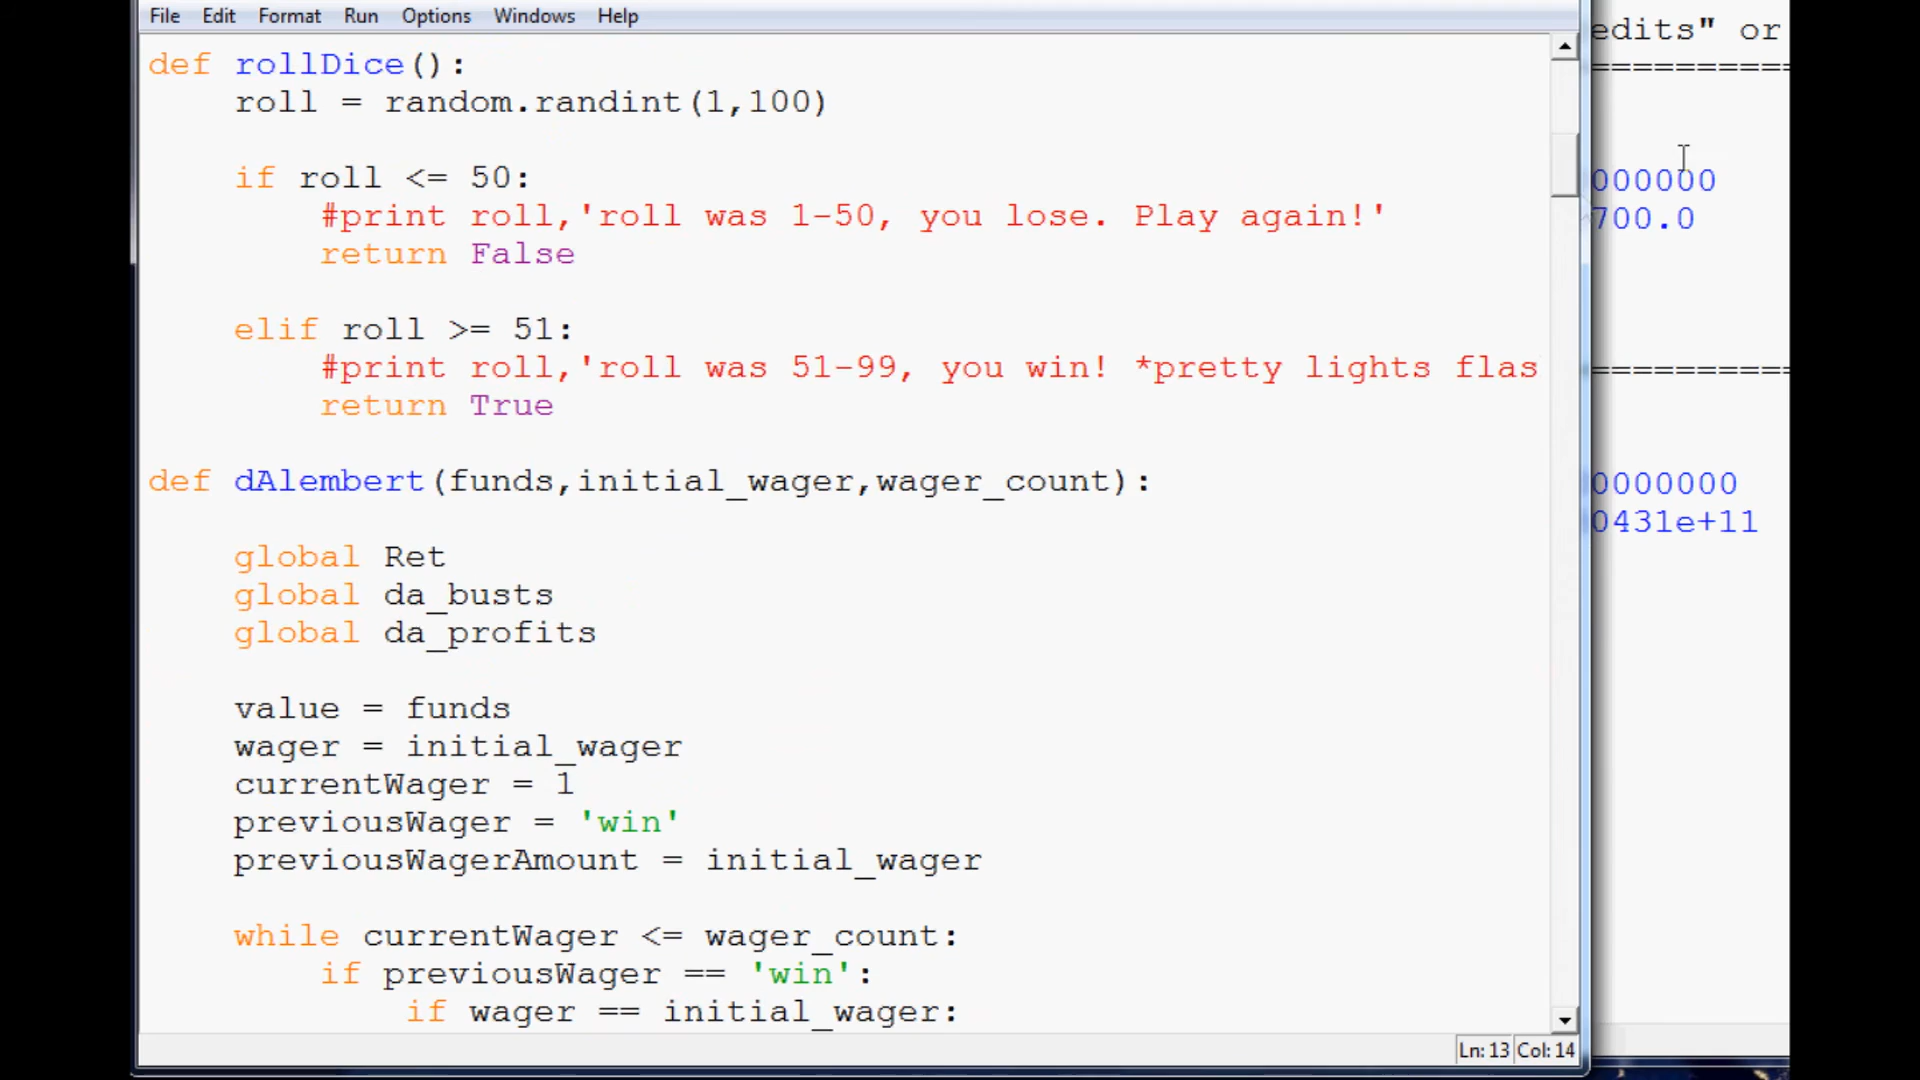 File Edit Format Run Options Windows Help
def rollDice():
    roll = random.randint(1,100)
    if roll <= 50:
        #print roll,'roll was 1-50, you lose. Play again!'
        return False
    elif roll >= 51:
        #print roll,'roll was 51-99, you win! *pretty lights flas
        return True
def dAlembert(funds,initial_wager,wager_count):
    global Ret
    global da_busts
    global da_profits
    value = funds
    wager = initial_wager
    currentWager = 1
    previousWager = 'win'
    previousWagerAmount = initial_wager
    while currentWager <= wager_count:
        if previousWager == 'win':
            if wager == initial_wager:
Ln: 13 Col: 14
edits" or
==========
000000
700.0
==========
0000000
0431e+11